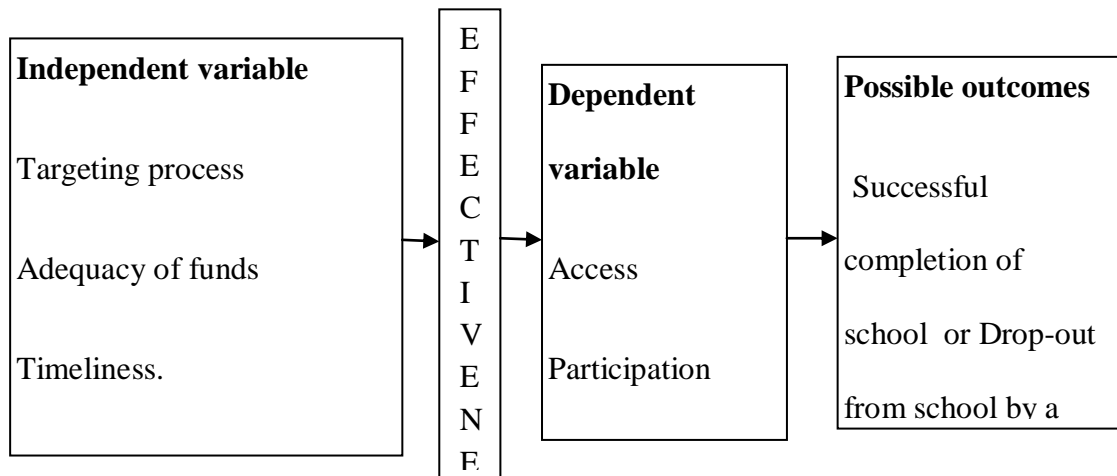 Independent variable
Targeting process
Adequacy of funds
Timeliness.
E
F
F
E
C
T
I
V
E
N
E
Dependent
variable
Access
Participation
Possible outcomes
Successful
completion of
school or Drop-out
from school by a